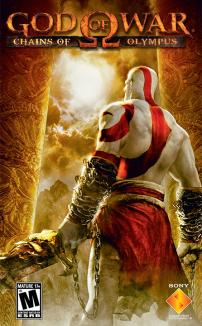 GOD OF WAR
CHAINS OF OLYMPUS
MATURE 17+
M
ESRB
SONY